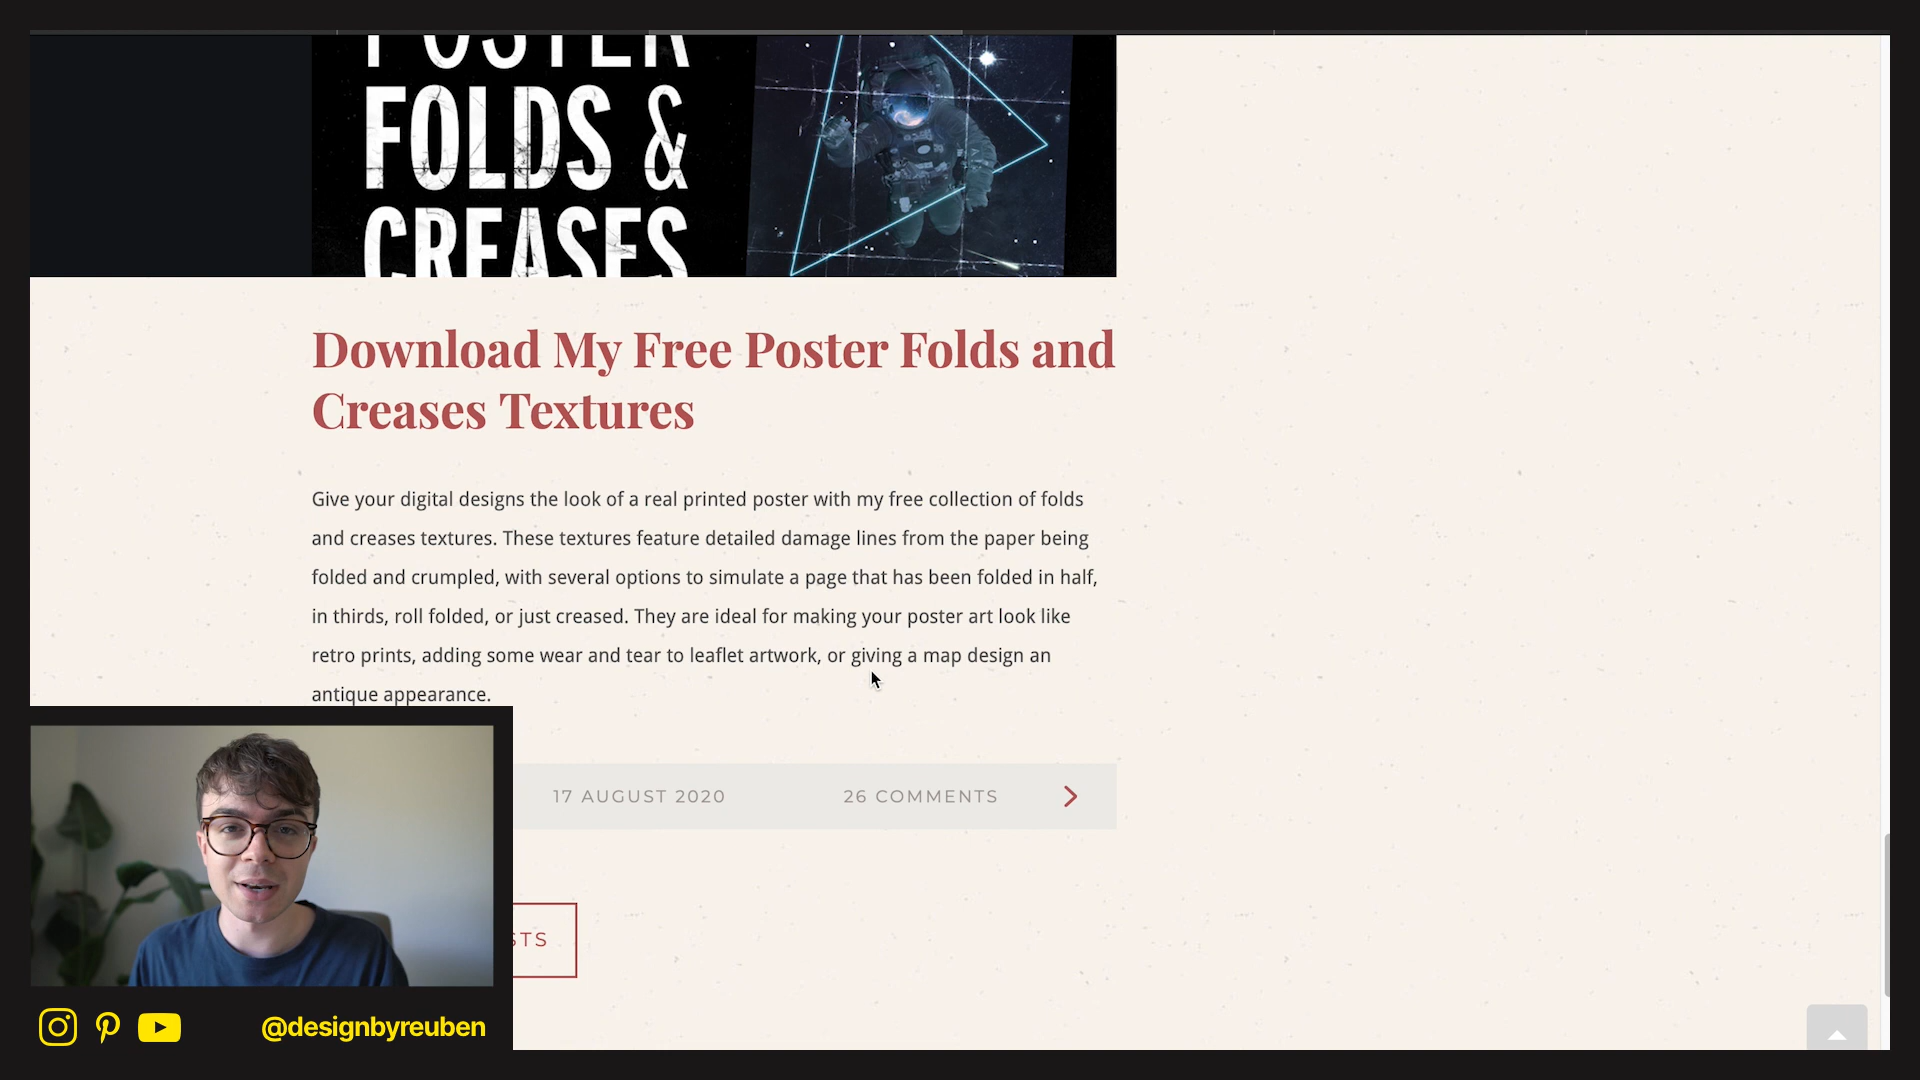 POSTER
FOLDS &
CREASES
Download My Free Poster Folds and
Creases Textures
Give your digital designs the look of a real printed poster with my free collection of folds
and creases textures. These textures feature detailed damage lines from the paper being
folded and crumpled, with several options to simulate a page that has been folded in half,
in thirds, roll folded, or just creased. They are ideal for making your poster art look like
retro prints, adding some wear and tear to leaflet artwork, or giving a map design an
antique appearance.
17 AUGUST 2020
26 COMMENTS
STS
@designbyreuben